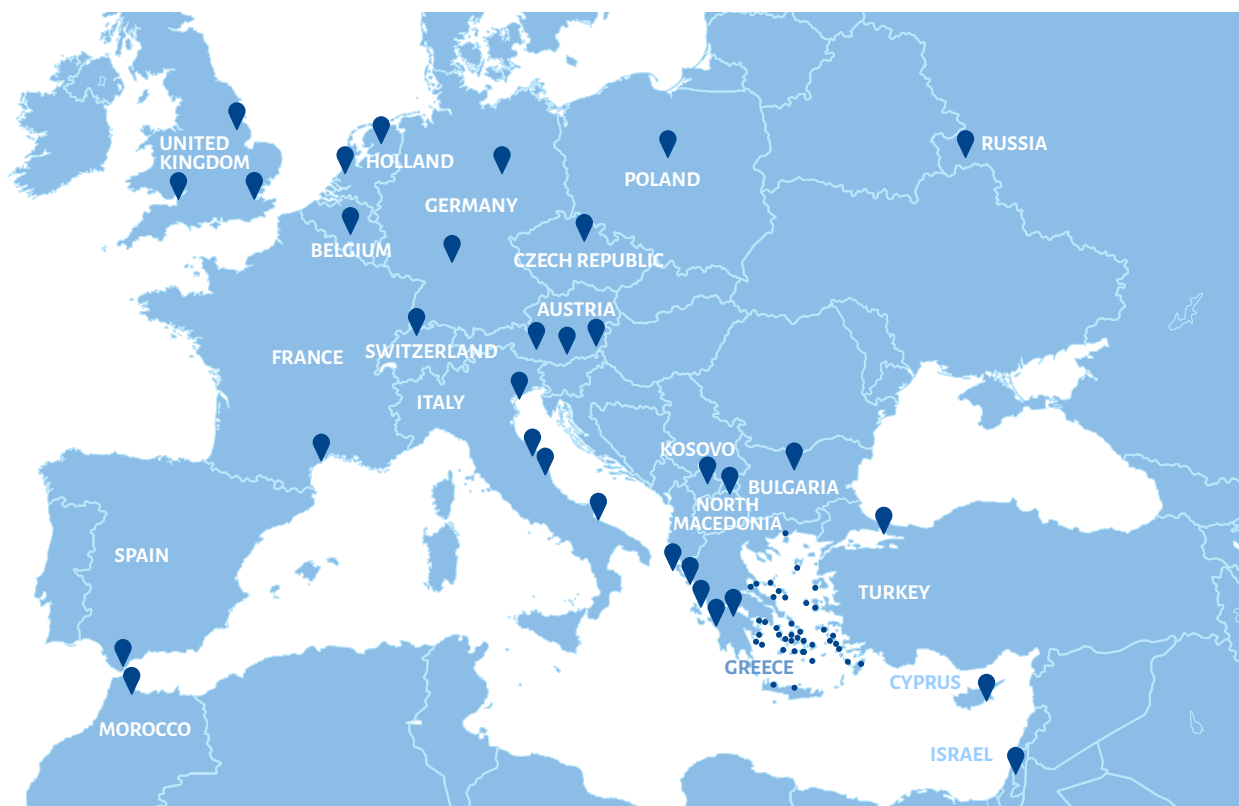 UNITED
KINGDOM
HOLLAND
RUSSIA
POLAND
GERMANY
BELGIUM
CZECH REPUBLIC
AUSTRIA
FRANCE
SWITZERLAND
ITALY
KOSOVO
BULGARIA
NORTH
MACEDONIA
SPAIN
TURKEY
GREECE
CYPRUS
MOROCCO
ISRAEL